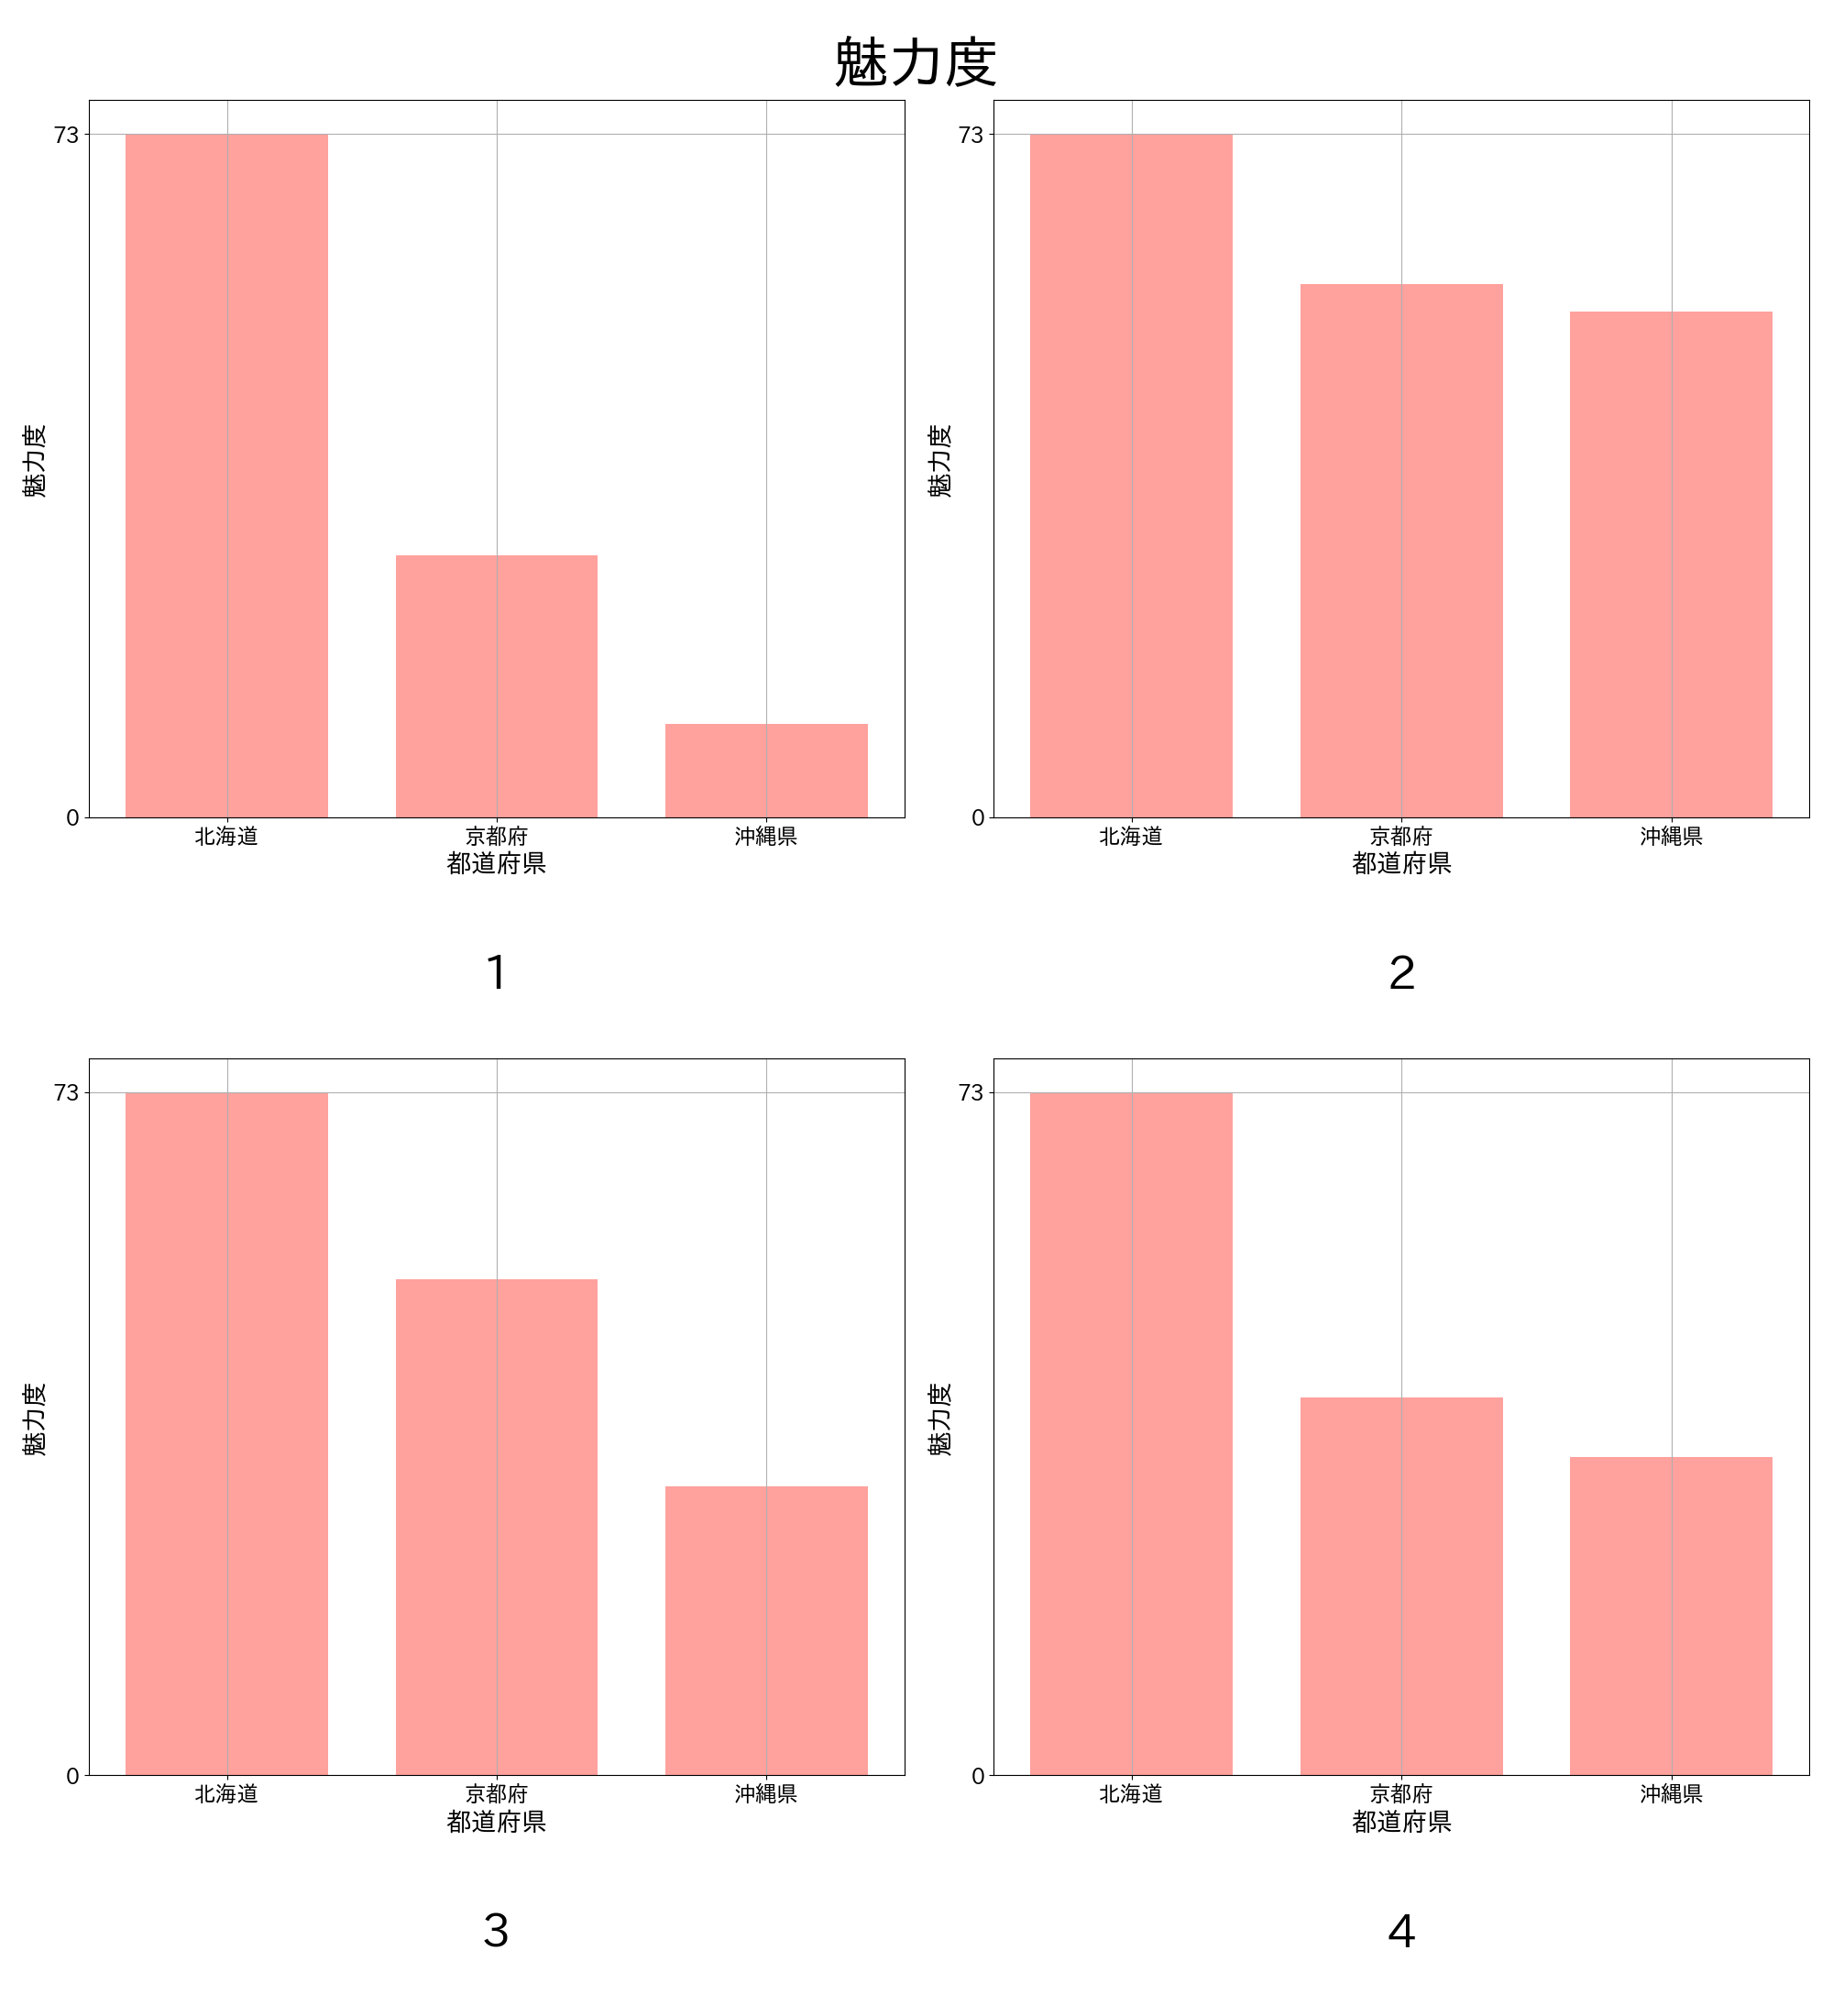 魅力度
73
0
魅力度
北海道 京都府 沖縄県
都道府県
1
73
0
魅力度
北海道 京都府 沖縄県
都道府県
2
73
0
魅力度
北海道 京都府 沖縄県
都道府県
3
73
0
魅力度
北海道 京都府 沖縄県
都道府県
4